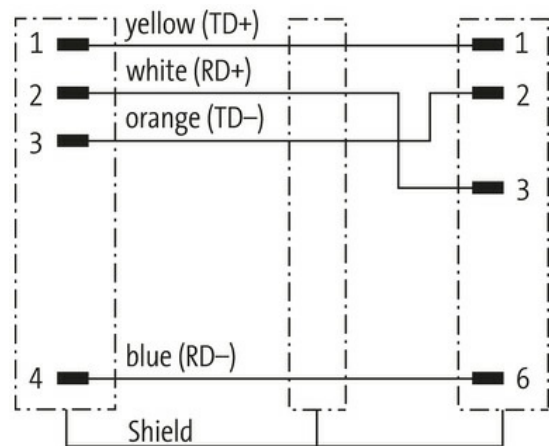 1 yellow (TD+) 1
2 white (RD+) 2
3 orange (TD–)
3
4 blue (RD–) 6
Shield